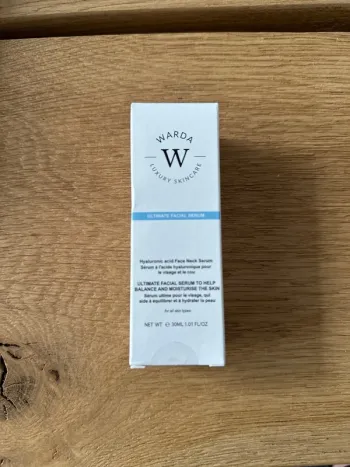 WARDA
W
LUXURY SKINCARE
ULTIMATE FACIAL SERUM
Hyaluronic acid Face Neck Serum
Sérum à l'acide hyaluronique pour
le visage et le cou
ULTIMATE FACIAL SERUM TO HELP
BALANCE AND MOISTURISE THE SKIN
Sérum ultime pour le visage, qui
aide à équilibrer et à hydrater la peau
for all skin types
NET WT ℮ 30ML 1.01 FL/OZ